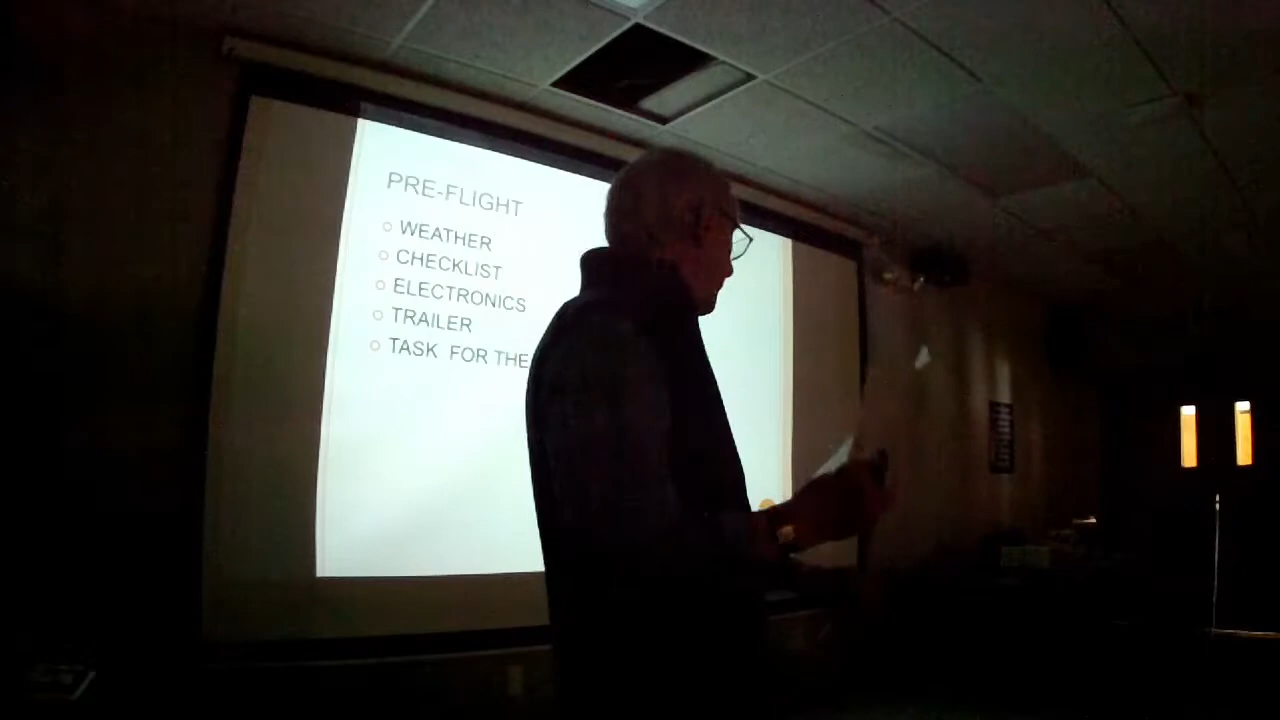 PRE-FLIGHT
WEATHER
CHECKLIST
ELECTRONICS
TRAILER
TASK FOR THE